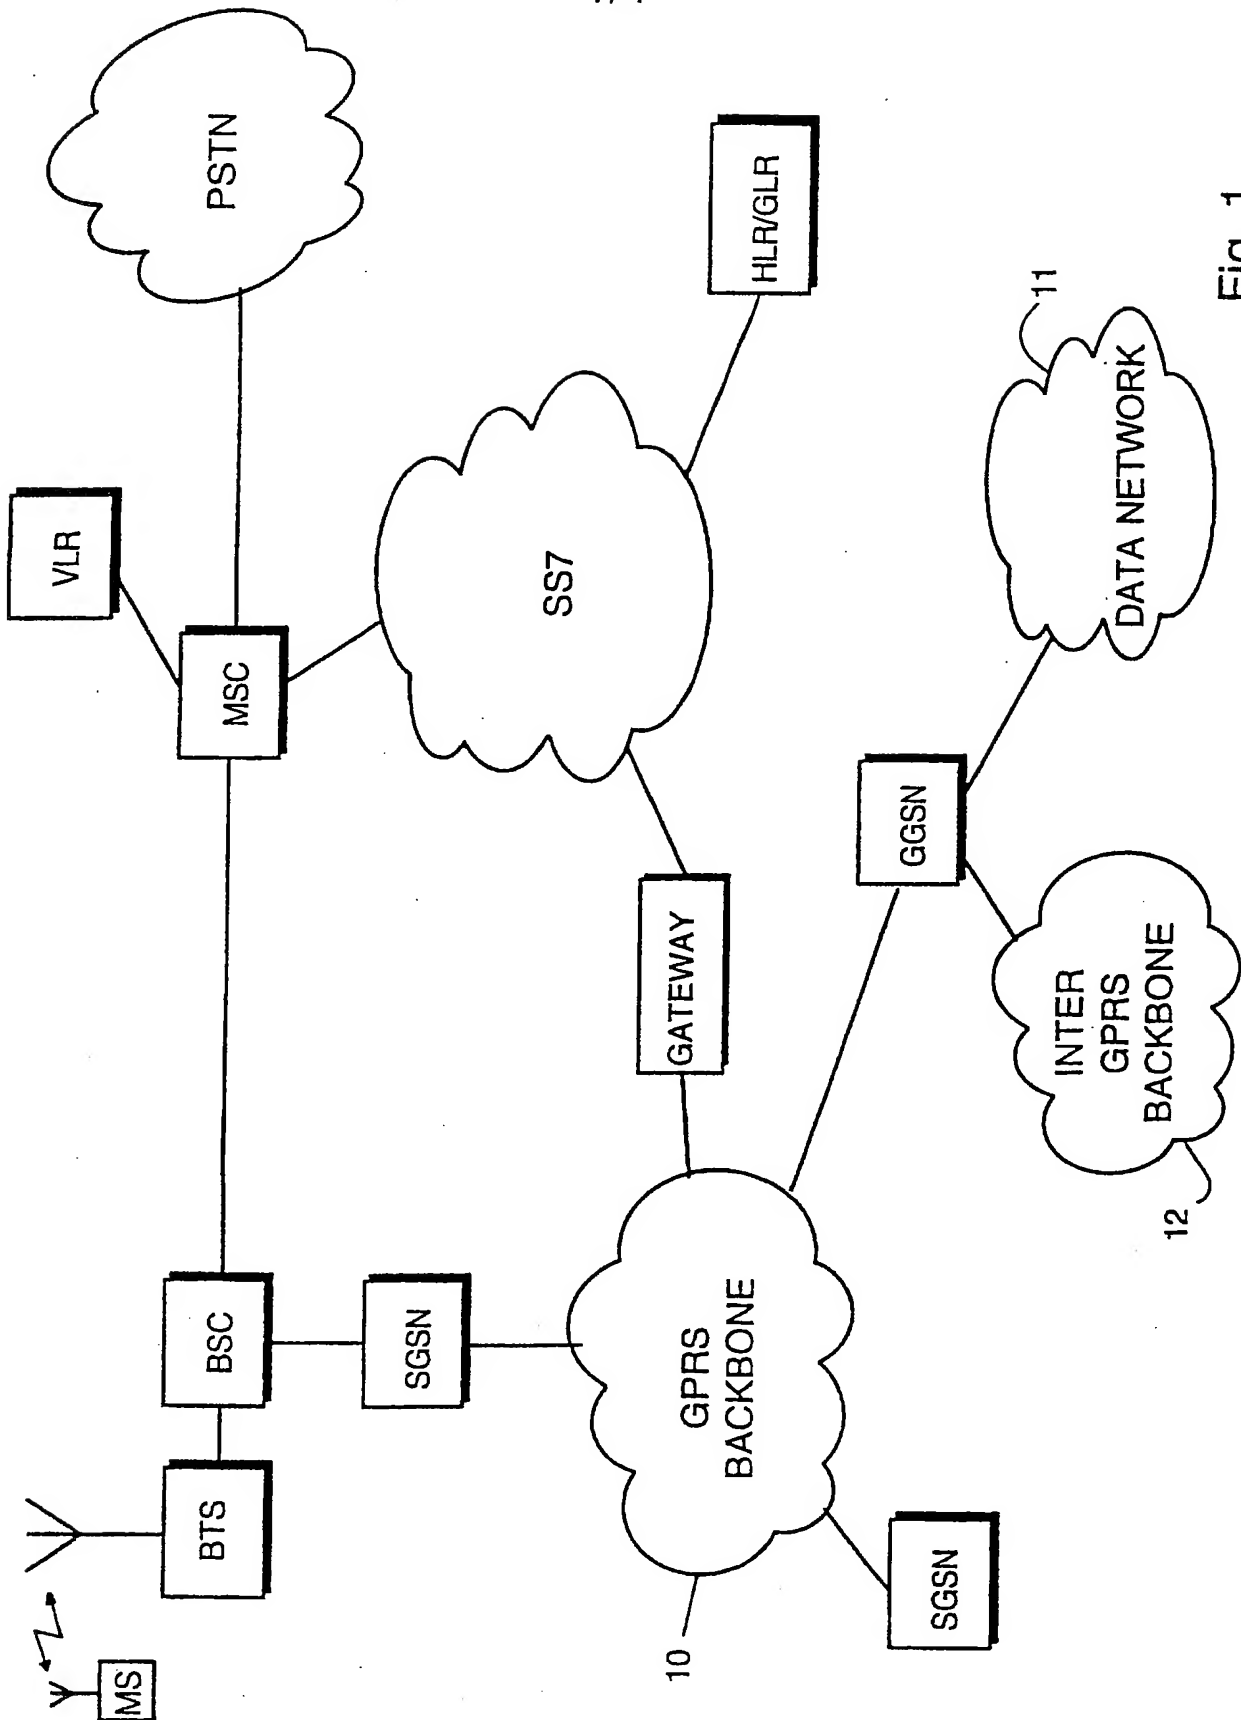 MS
BTS
BSC
MSC
VLR
PSTN
SGSN
SS7
HLR/GLR
GATEWAY
GPRS
BACKBONE
10
SGSN
GGSN
INTER
GPRS
BACKBONE
12
DATA NETWORK
11
Fig. 1